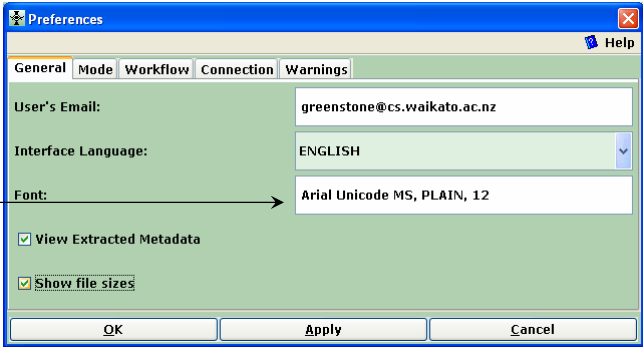 Preferences
Help
General Mode Workflow Connection Warnings
User's Email: greenstone@cs.waikato.ac.nz
Interface Language: ENGLISH
Font: Arial Unicode MS, PLAIN, 12
View Extracted Metadata
Show file sizes
OK Apply Cancel